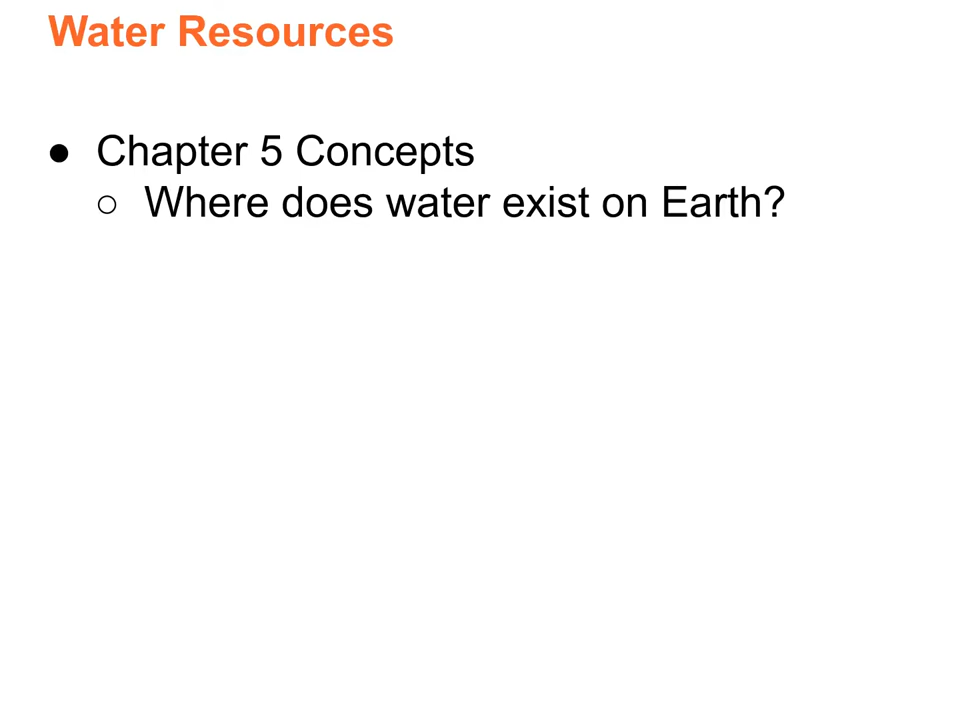 Water Resources
● Chapter 5 Concepts
○ Where does water exist on Earth?